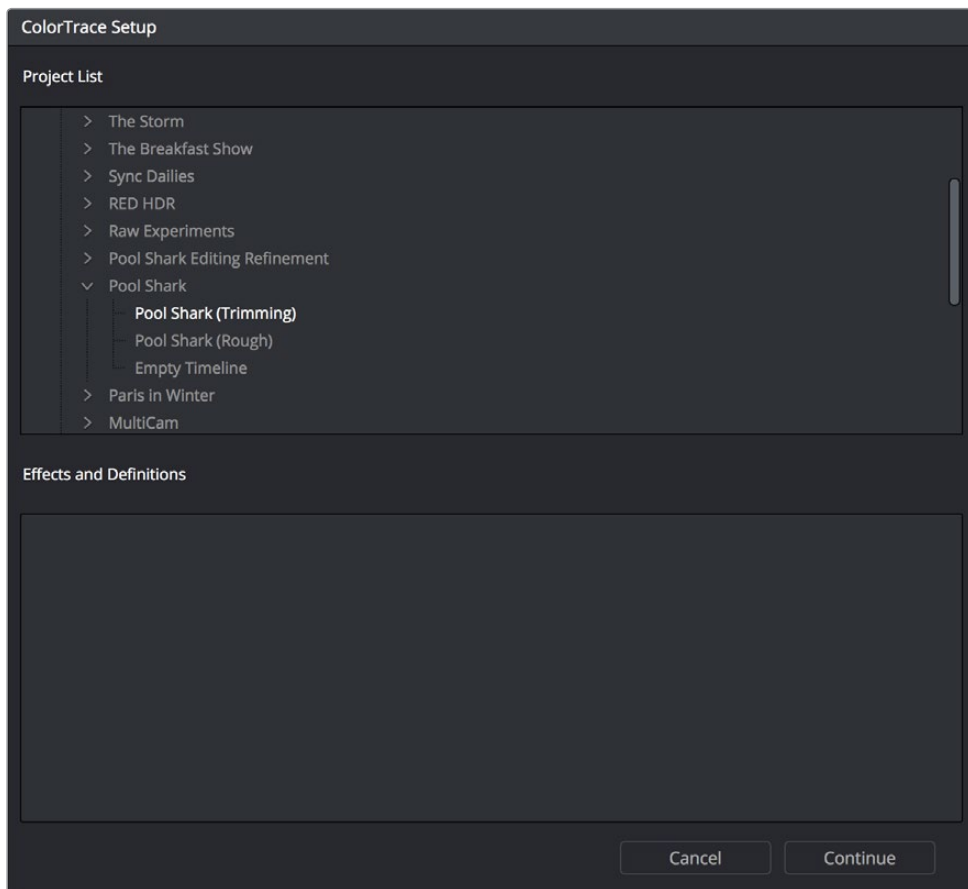 ColorTrace Setup
Project List
The Storm
The Breakfast Show
Sync Dailies
RED HDR
Raw Experiments
Pool Shark Editing Refinement
Pool Shark
Pool Shark (Trimming)
Pool Shark (Rough)
Empty Timeline
Paris in Winter
MultiCam
Effects and Definitions
Cancel
Continue